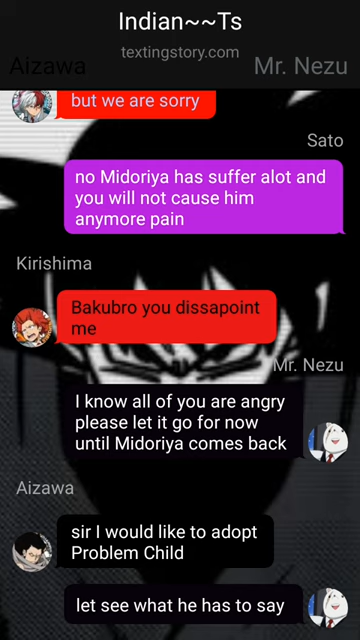 Indian~~Ts
textingstory.com
Aizawa
Mr. Nezu
but we are sorry
Sato
no Midoriya has suffer alot and
you will not cause him
anymore pain
Kirishima
Bakubro you dissapoint
me
Mr. Nezu
I know all of you are angry
please let it go for now
until Midoriya comes back
Aizawa
sir I would like to adopt
Problem Child
let see what he has to say